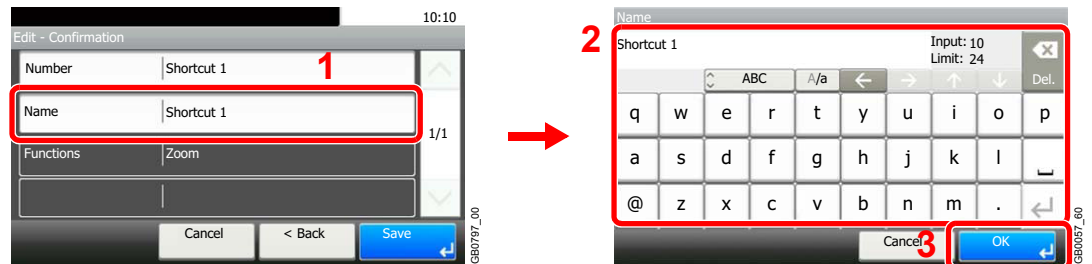 10:10
Edit - Confirmation
Number Shortcut 1
1
Name Shortcut 1
1/1
Functions Zoom
Cancel < Back Save
GB0797_00
Name
2
Shortcut 1
Input: 10
Limit: 24
ABC A/a Del.
q w e r t y u i o p
a s d f g h j k l
@ z x c v b n m .
Cancel 3 OK
GB0057_60